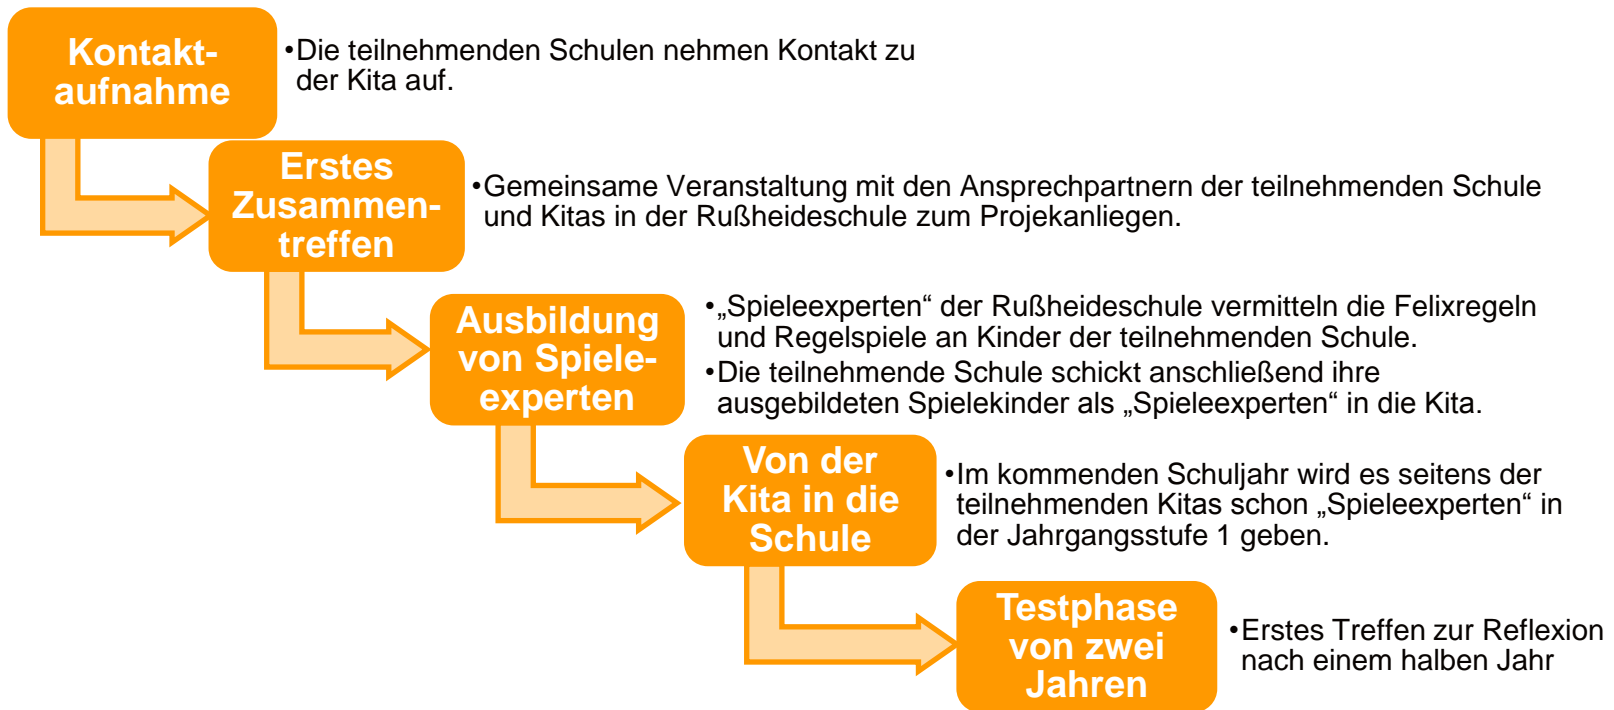 Kontakt-
aufnahme
•Die teilnehmenden Schulen nehmen Kontakt zu
der Kita auf.
Erstes
Zusammen-
treffen
•Gemeinsame Veranstaltung mit den Ansprechpartnern der teilnehmenden Schule
und Kitas in der Rußheideschule zum Projekanliegen.
Ausbildung
von Spiele-
experten
•„Spieleexperten“ der Rußheideschule vermitteln die Felixregeln
und Regelspiele an Kinder der teilnehmenden Schule.
•Die teilnehmende Schule schickt anschließend ihre
ausgebildeten Spielekinder als „Spieleexperten“ in die Kita.
Von der
Kita in die
Schule
•Im kommenden Schuljahr wird es seitens der
teilnehmenden Kitas schon „Spieleexperten“ in
der Jahrgangsstufe 1 geben.
Testphase
von zwei
Jahren
•Erstes Treffen zur Reflexion
nach einem halben Jahr